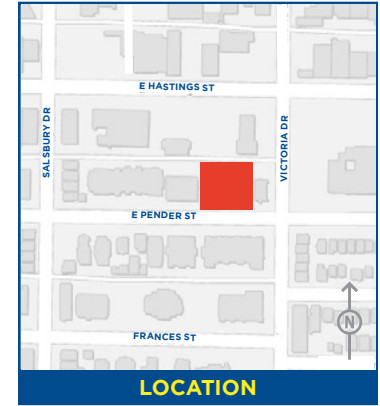 E HASTINGS ST
SALSBURY DR
VICTORIA DR
E PENDER ST
N
FRANCES ST
LOCATION